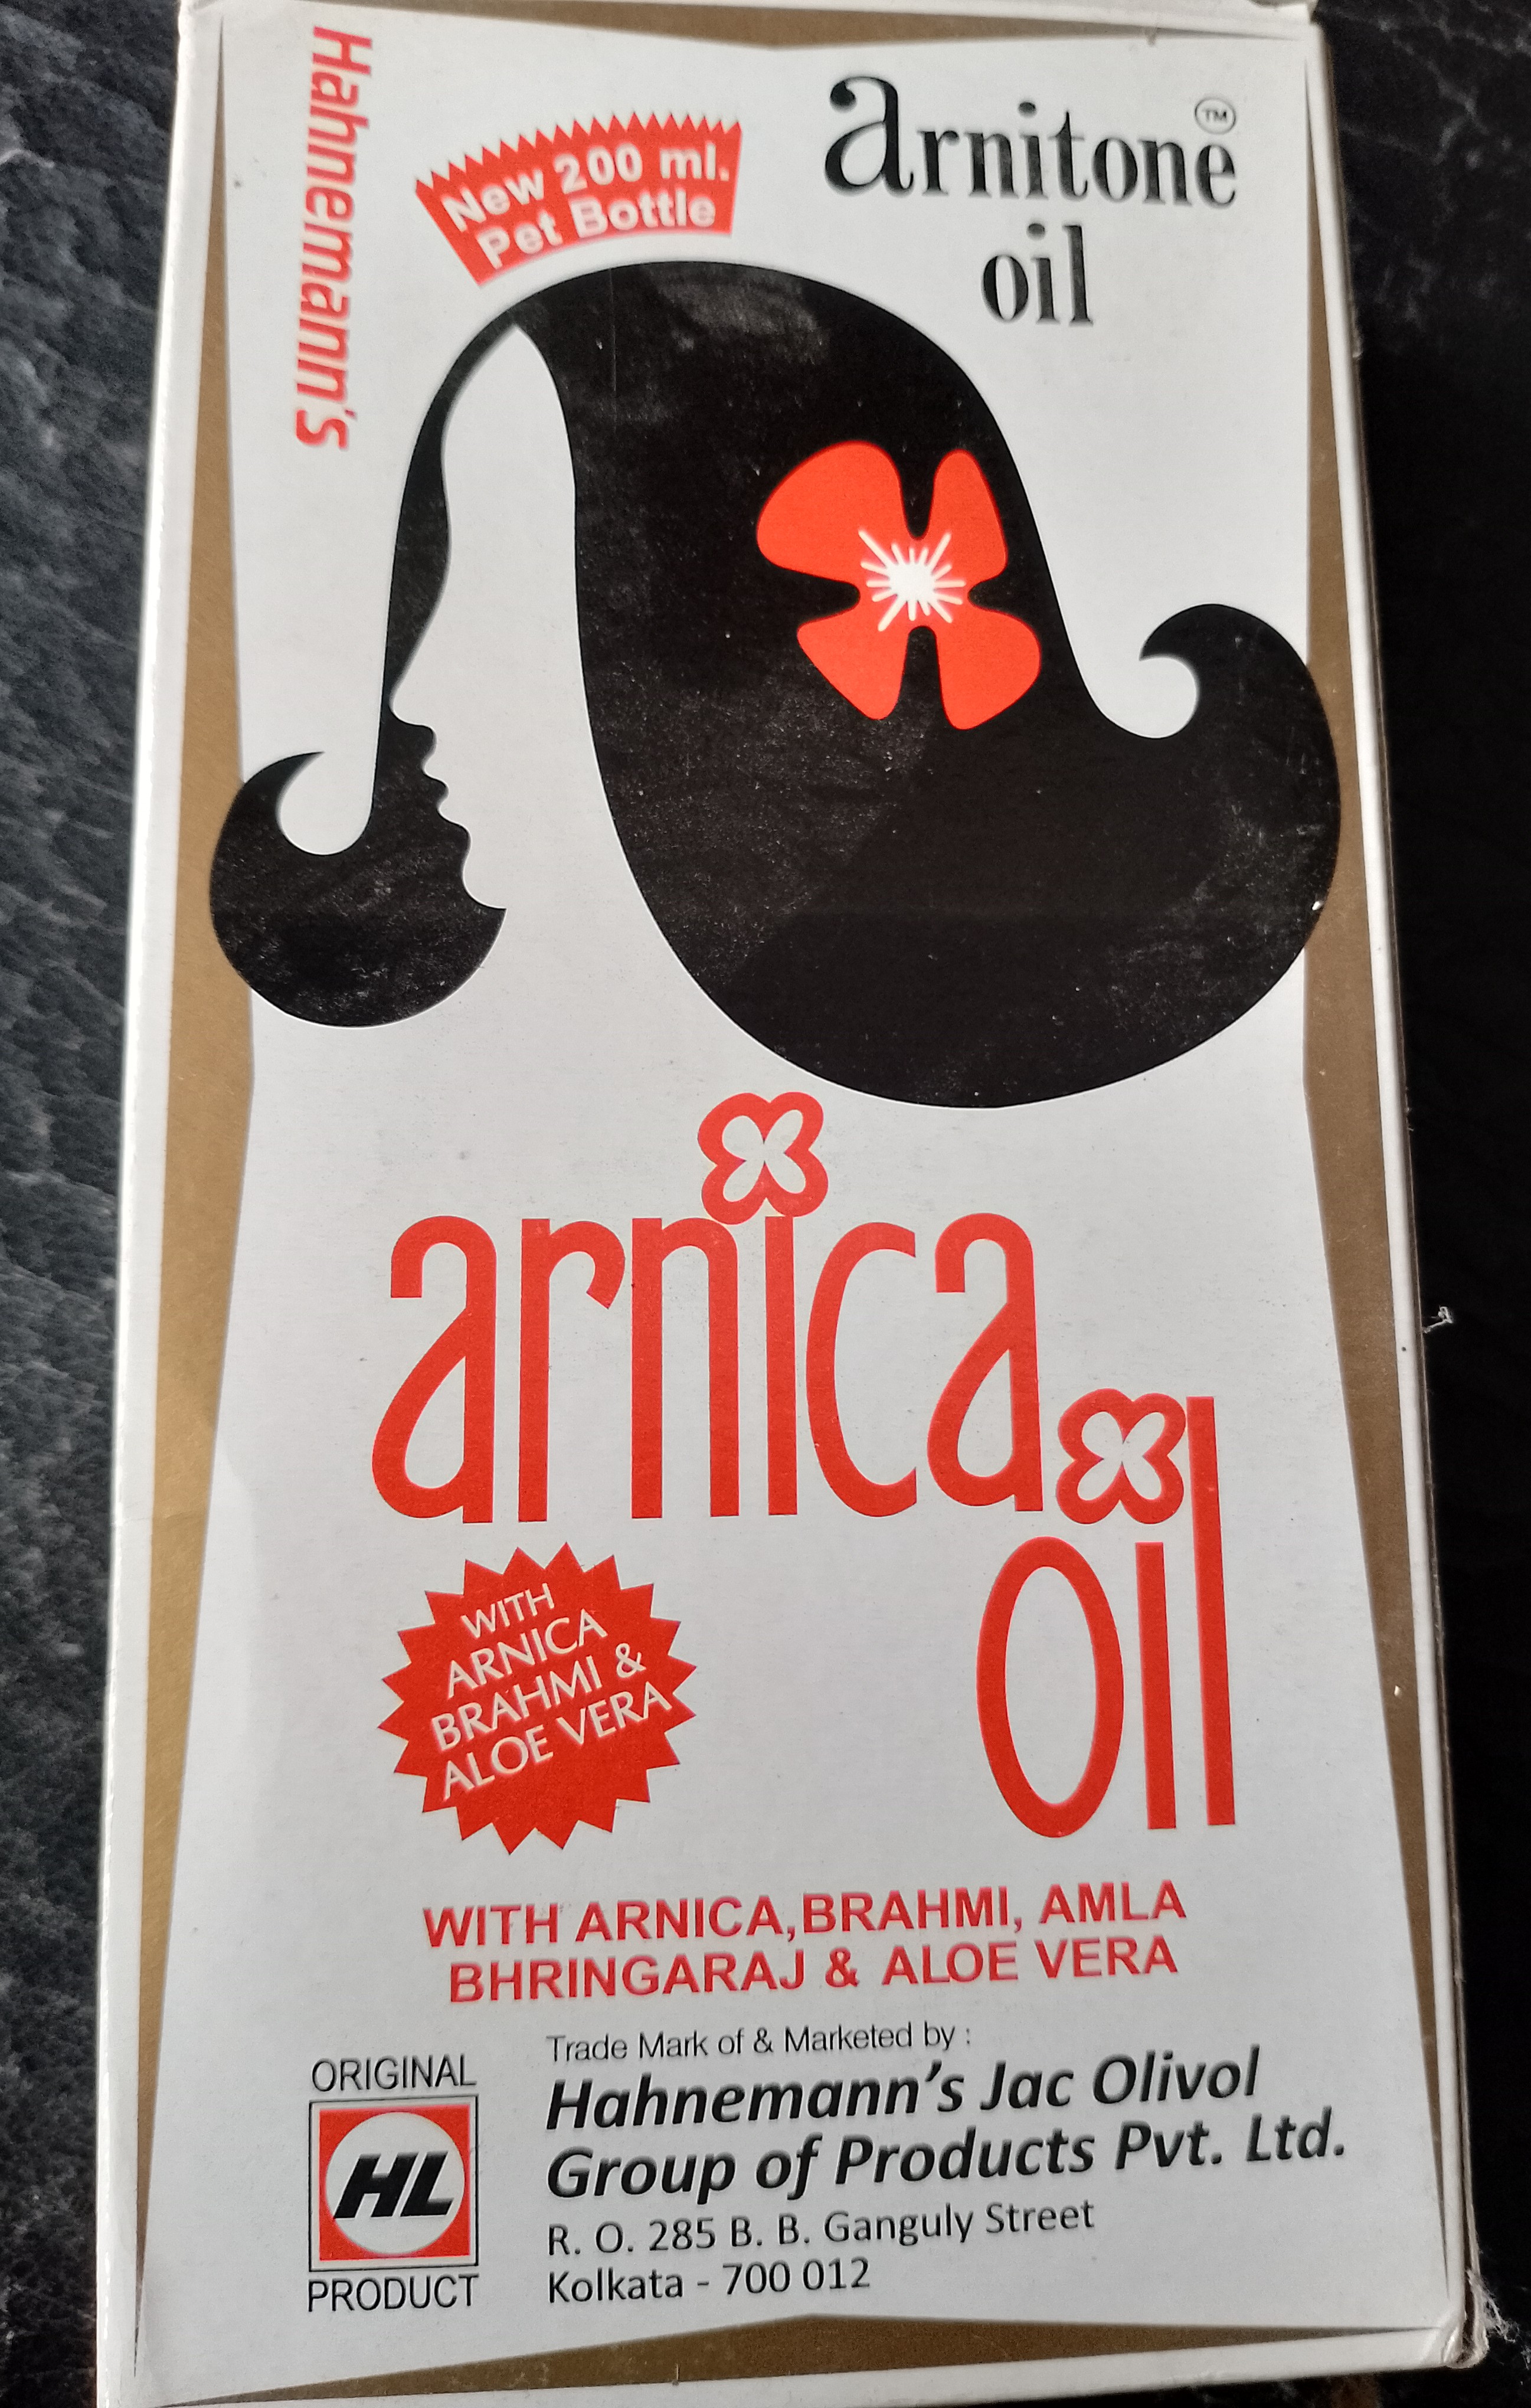 Hahnemann's
New 200 ml.
Pet Bottle
arnitone
TM
oil
arnica
oil
WITH
ARNICA
BRAHMI &
ALOE VERA
WITH ARNICA,BRAHMI, AMLA
BHRINGARAJ & ALOE VERA
ORIGINAL
HL
PRODUCT
Trade Mark of & Marketed by :
Hahnemann's Jac Olivol
Group of Products Pvt. Ltd.
R. O. 285 B. B. Ganguly Street
Kolkata - 700 012